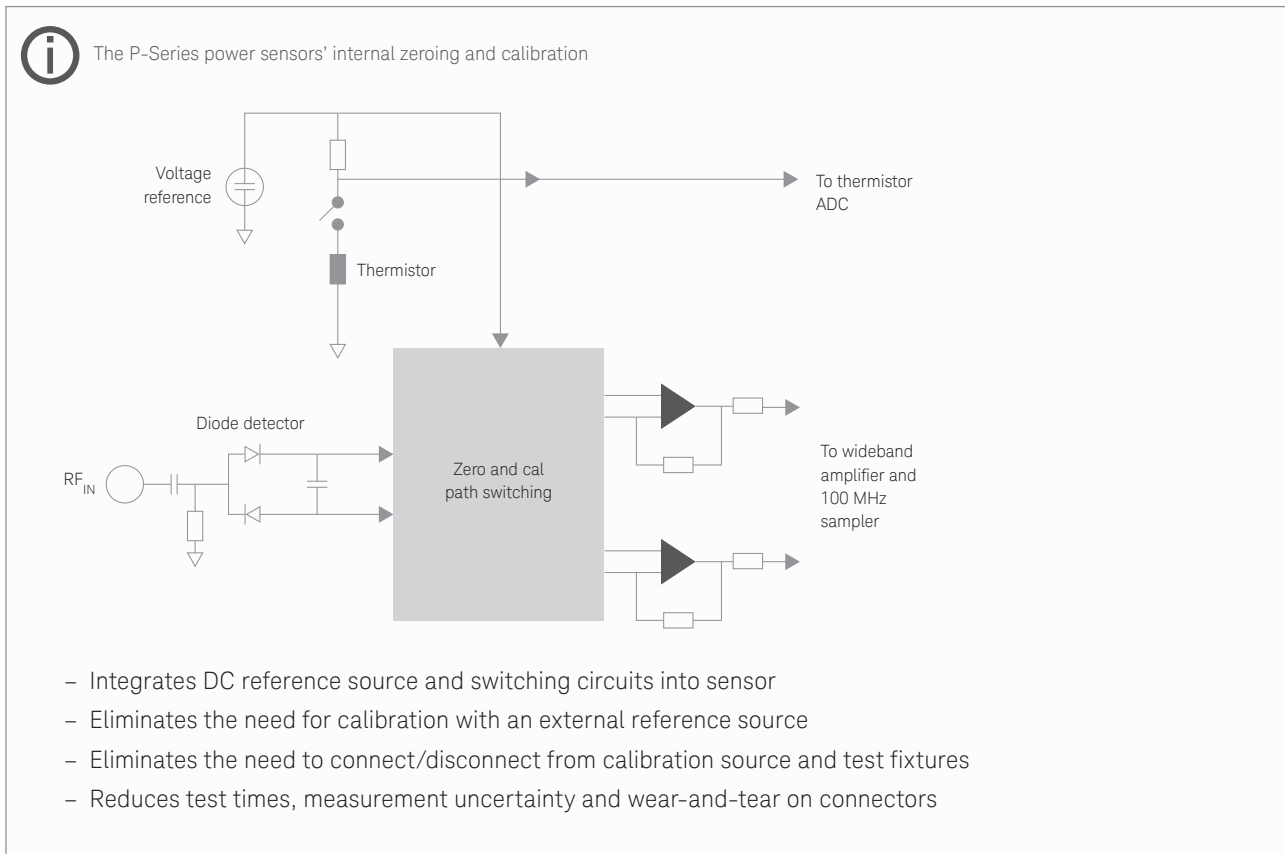 i
The P-Series power sensors’ internal zeroing and calibration
Voltage
reference
To thermistor
ADC
Thermistor
Diode detector
RF_IN
Zero and cal
path switching
To wideband
amplifier and
100 MHz
sampler
– Integrates DC reference source and switching circuits into sensor
– Eliminates the need for calibration with an external reference source
– Eliminates the need to connect/disconnect from calibration source and test fixtures
– Reduces test times, measurement uncertainty and wear-and-tear on connectors